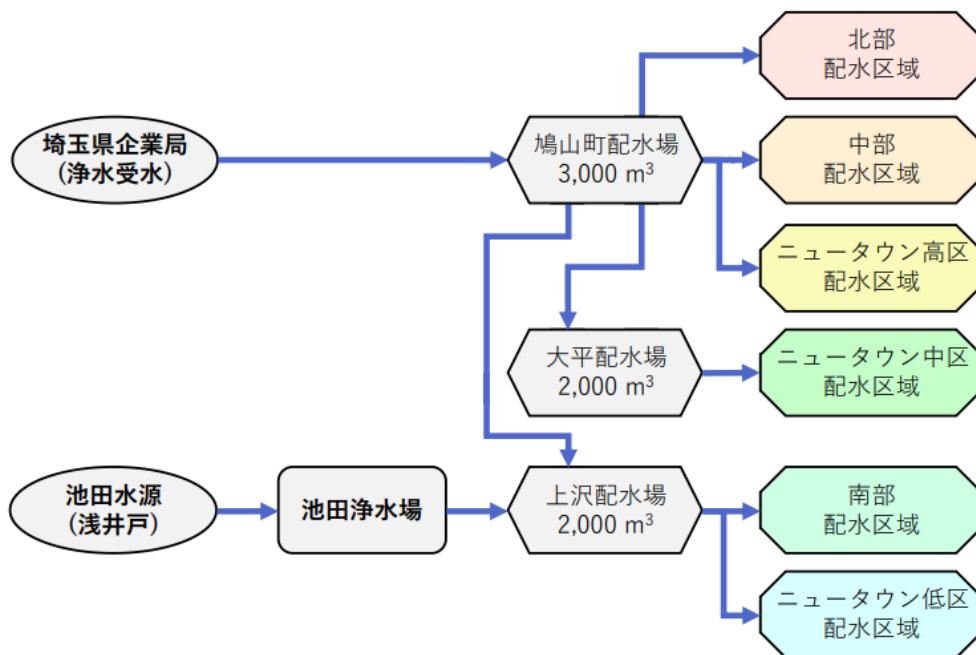 北部
配水区域
埼玉県企業局
(浄水受水)
鳩山町配水場
3,000 m³
中部
配水区域
ニュータウン高区
配水区域
大平配水場
2,000 m³
ニュータウン中区
配水区域
池田水源
(浅井戸)
池田浄水場
上沢配水場
2,000 m³
南部
配水区域
ニュータウン低区
配水区域